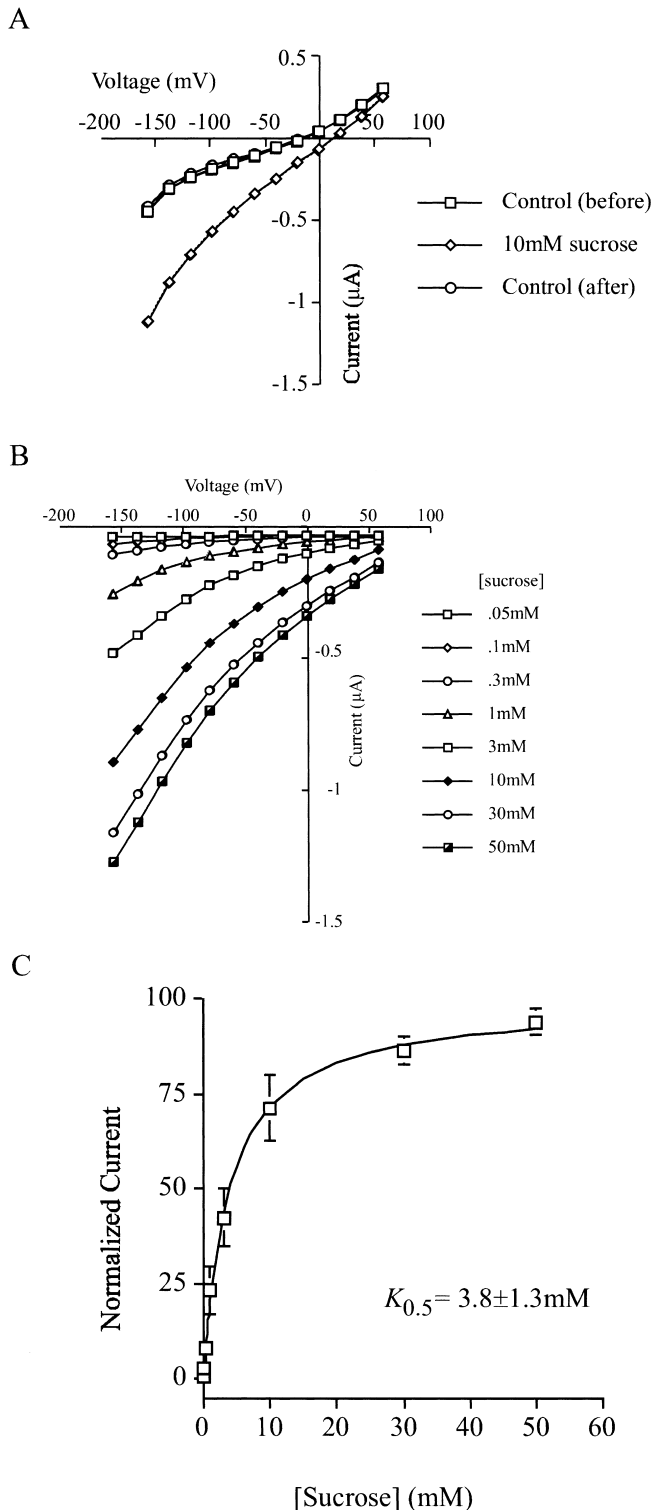 A
0.5
Voltage (mV)
-200 -150 -100 -50 0 50 100
-0.5
-1
-1.5
Current (µA)
Control (before)
10mM sucrose
Control (after)
B
Voltage (mV)
-200 -150 -100 -50 0 50 100
-0.5
-1
-1.5
Current (µA)
[sucrose]
.05mM
.1mM
.3mM
1mM
3mM
10mM
30mM
50mM
C
100
75
50
25
0
Normalized Current
K0.5= 3.8±1.3mM
0 10 20 30 40 50 60
[Sucrose] (mM)